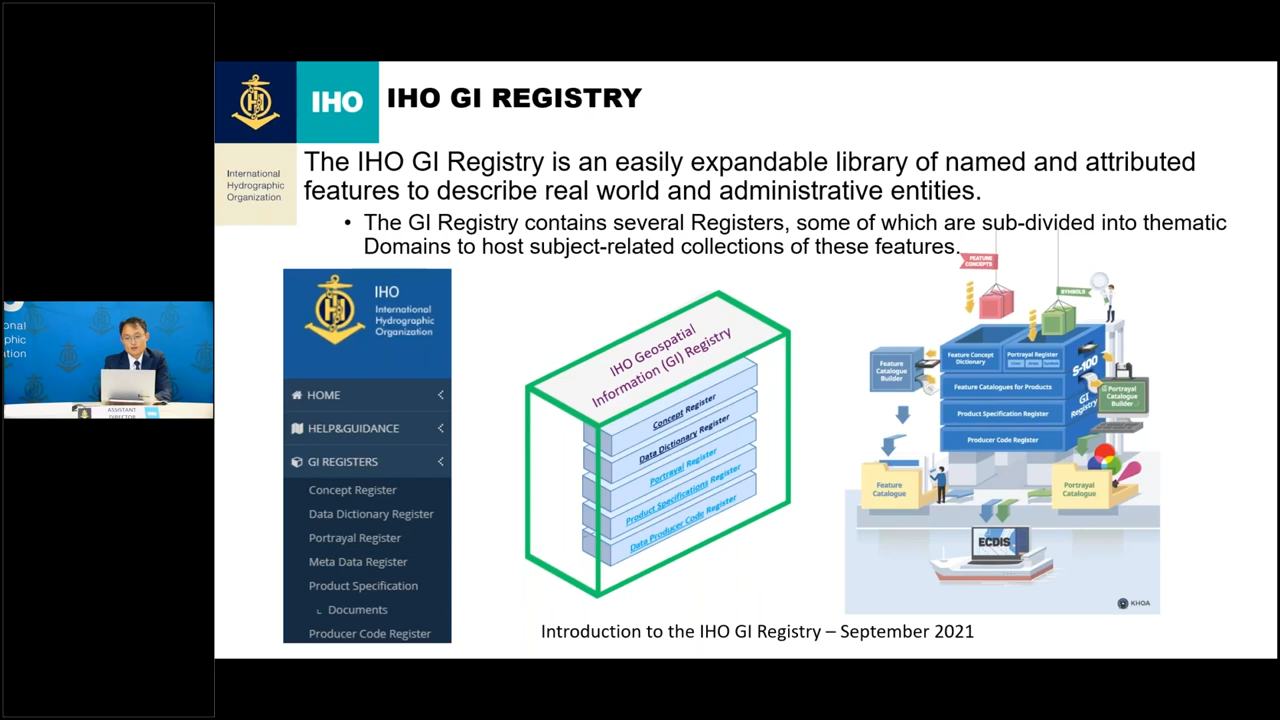 IHO
IHO GI REGISTRY
International
Hydrographic
Organization
The IHO GI Registry is an easily expandable library of named and attributed
features to describe real world and administrative entities.
• The GI Registry contains several Registers, some of which are sub-divided into thematic
Domains to host subject-related collections of these features.
IHO
International
Hydrographic
Organization
HOME
HELP&GUIDANCE
GI REGISTERS
Concept Register
Data Dictionary Register
Portrayal Register
Meta Data Register
Product Specification
Documents
Producer Code Register
IHO Geospatial
Information (GI) Registry
Concept Register
Data Dictionary Register
Portrayal Register
Product Specifications Register
Data Producer Code Register
FEATURE
CONCEPTS
SYMBOLS
Feature
Catalogue
Builder
Feature Concept
Dictionary
Portrayal Register
Feature Catalogues for Products
Product Specification Register
Producer Code Register
S-100
GI
Registry
Portrayal
Catalogue
Builder
Feature
Catalogue
Portrayal
Catalogue
ECDIS
KHOA
Introduction to the IHO GI Registry – September 2021
onal
phic
tion
ASSISTANT
DIRECTOR